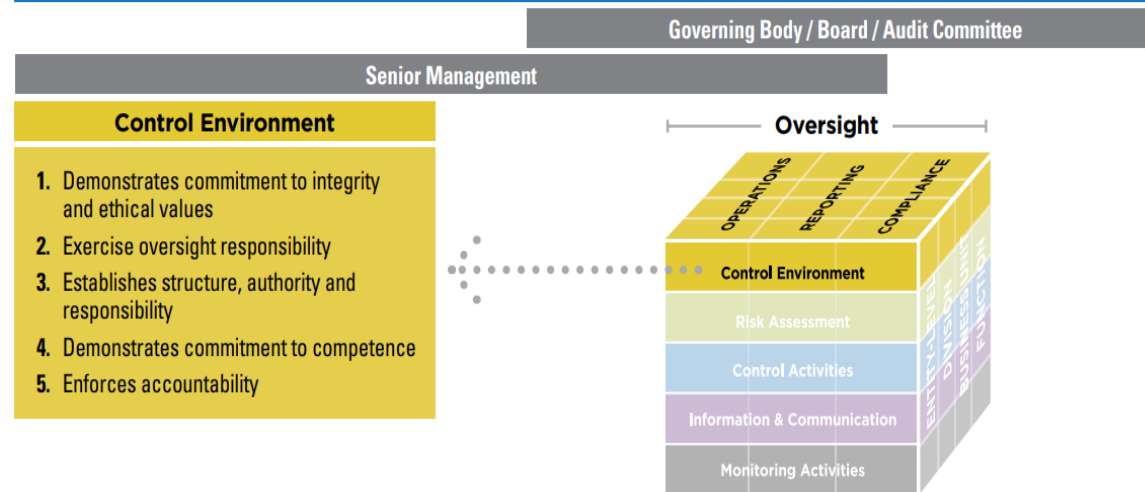 Governing Body / Board / Audit Committee
Senior Management
Control Environment
1. Demonstrates commitment to integrity
and ethical values
2. Exercise oversight responsibility
3. Establishes structure, authority and
responsibility
4. Demonstrates commitment to competence
5. Enforces accountability
Oversight
OPERATIONS
REPORTING
COMPLIANCE
Control Environment
Risk Assessment
Control Activities
Information & Communication
Monitoring Activities
ENTITY-LEVEL
DIVISION
BUSINESS UNIT
FUNCTION